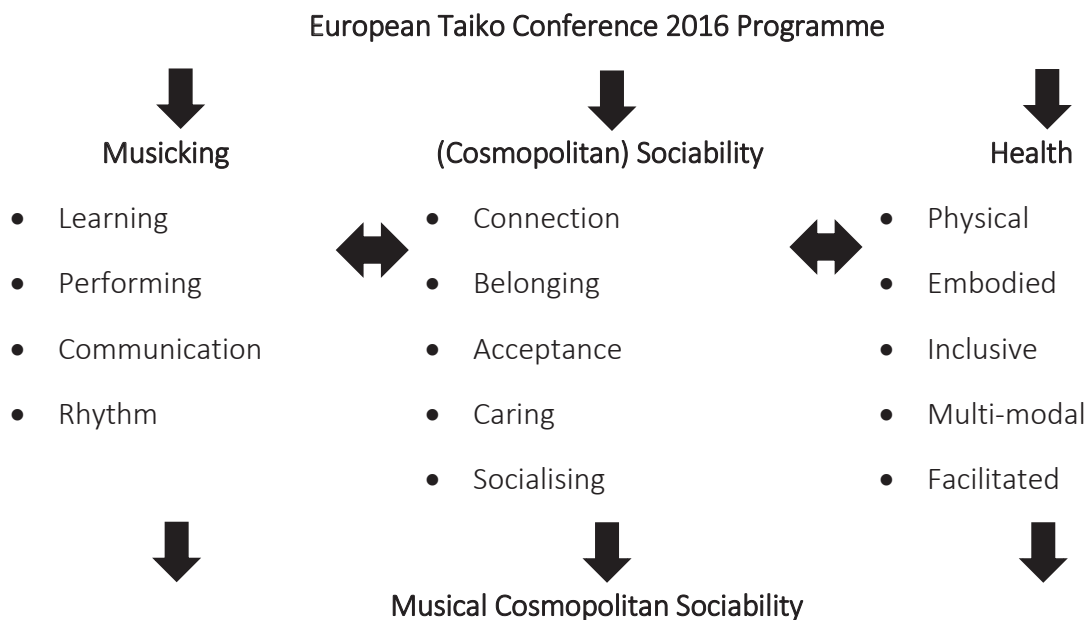 European Taiko Conference 2016 Programme
Musicking
(Cosmopolitan) Sociability
Health
• Learning
• Connection
• Physical
• Performing
• Belonging
• Embodied
• Communication
• Acceptance
• Inclusive
• Rhythm
• Caring
• Multi-modal
• Socialising
• Facilitated
Musical Cosmopolitan Sociability